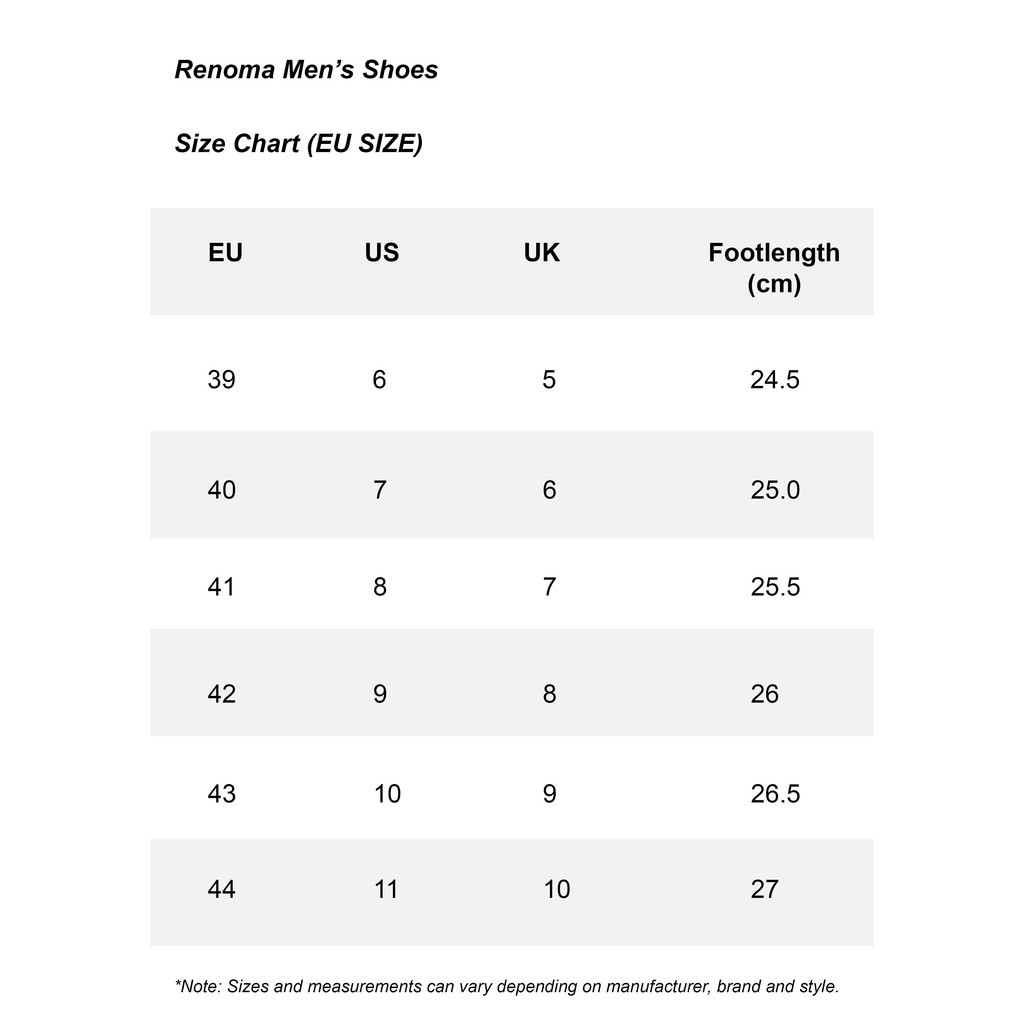 Renoma Men’s Shoes
Size Chart (EU SIZE)
EU US UK Footlength
(cm)
39 6 5 24.5
40 7 6 25.0
41 8 7 25.5
42 9 8 26
43 10 9 26.5
44 11 10 27
*Note: Sizes and measurements can vary depending on manufacturer, brand and style.